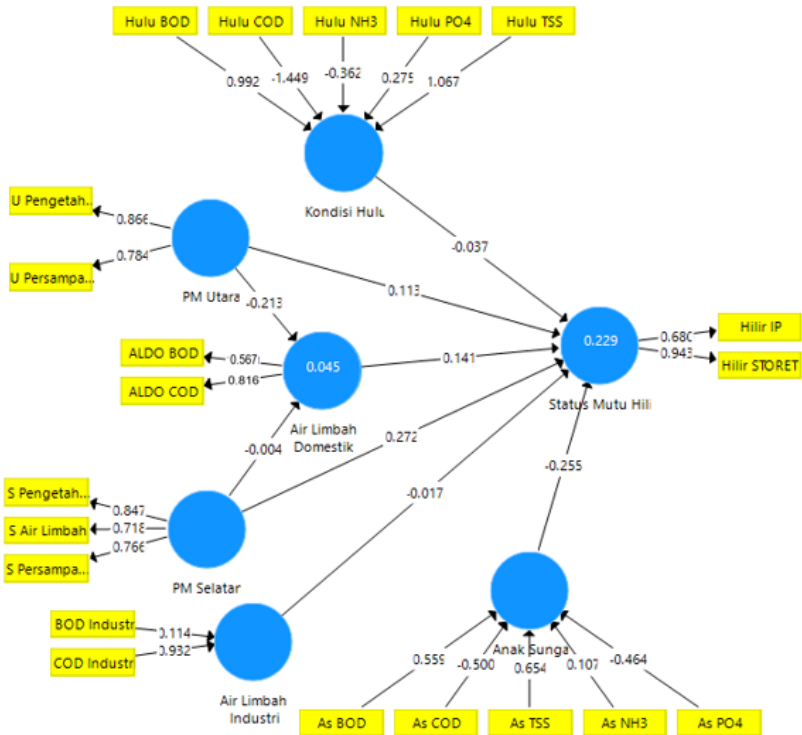 Hulu BOD
Hulu COD
Hulu NH3
Hulu PO4
Hulu TSS
0.992
-1.449
-0.362
0.275
1.067
Kondisi Hulu
U Pengetah...
0.866
U Persampa...
0.784
PM Utara
-0.213
0.113
-0.037
ALDO BOD
0.567
ALDO COD
0.816
0.045
Air Limbah
Domestik
0.141
0.229
Status Mutu Hili
0.680
Hilir IP
0.943
Hilir STORET
-0.004
0.272
-0.017
-0.255
S Pengetah...
0.847
S Air Limbah
0.718
S Persampa...
0.766
PM Selatan
BOD Industr
0.114
COD Industr
0.932
Air Limbah
Industri
Anak Sunga
0.559
-0.500
0.654
0.107
-0.464
As BOD
As COD
As TSS
As NH3
As PO4